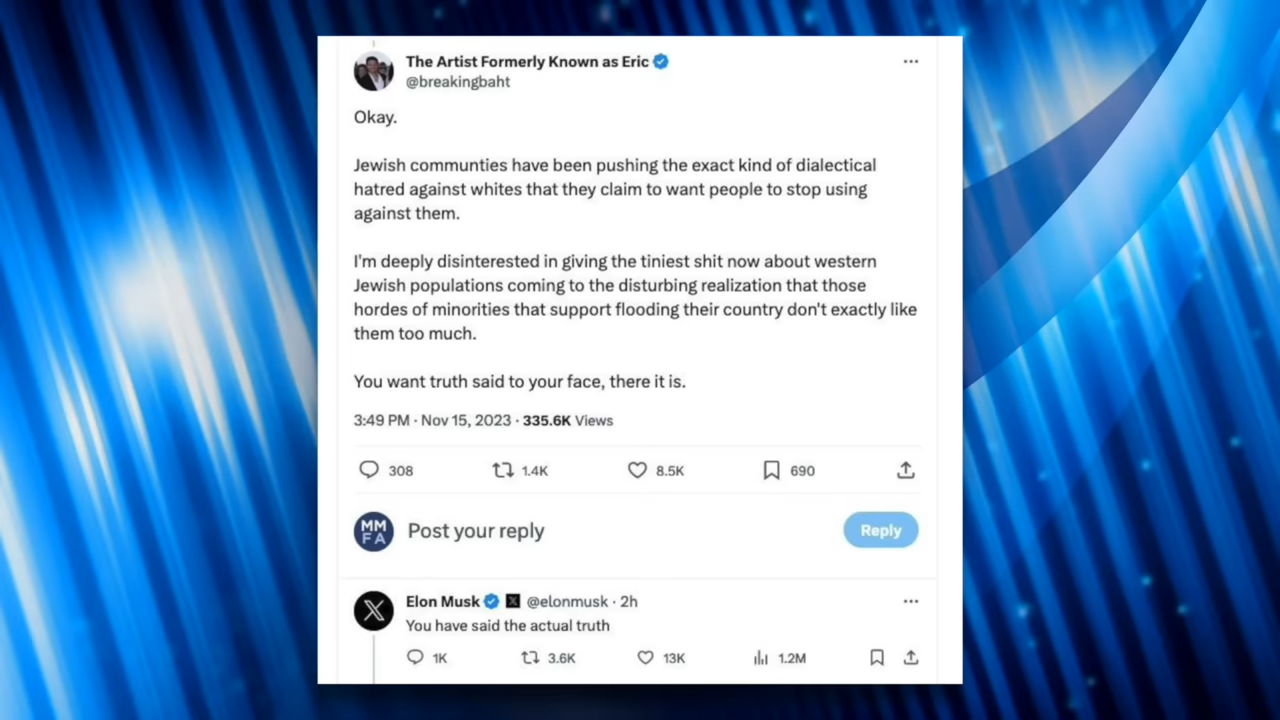 The Artist Formerly Known as Eric
@breakingbaht
Okay.
Jewish communties have been pushing the exact kind of dialectical
hatred against whites that they claim to want people to stop using
against them.
I'm deeply disinterested in giving the tiniest shit now about western
Jewish populations coming to the disturbing realization that those
hordes of minorities that support flooding their country don't exactly like
them too much.
You want truth said to your face, there it is.
3:49 PM · Nov 15, 2023 · 335.6K Views
308 1.4K 8.5K 690
MM
FA
Post your reply
Reply
Elon Musk @elonmusk · 2h
You have said the actual truth
1K 3.6K 13K 1.2M